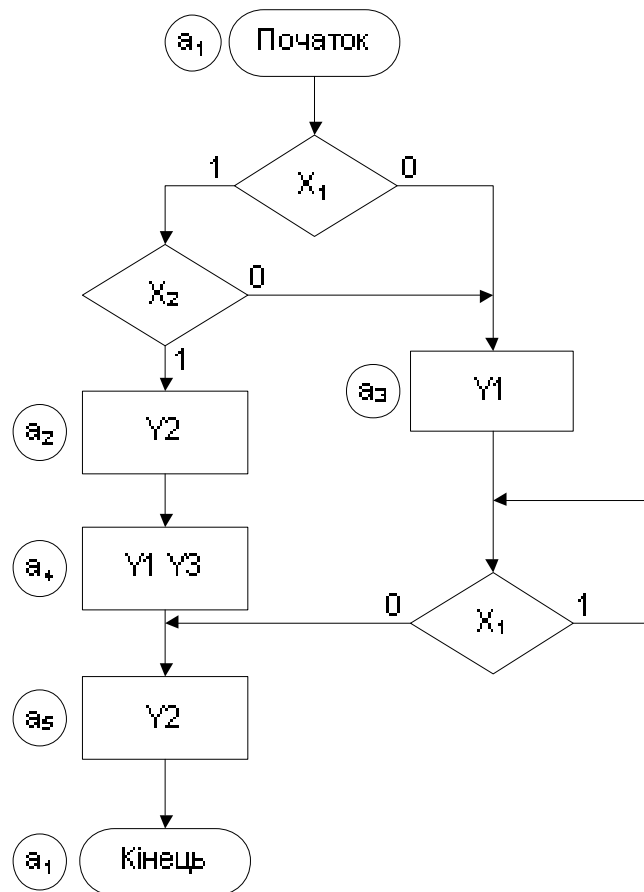 a₁ Початок
1 X₁ 0
X₂ 0
1
a₂ Y2
a₃ Y1
a₄ Y1 Y3
0 X₁ 1
a₅ Y2
a₁ Кінець